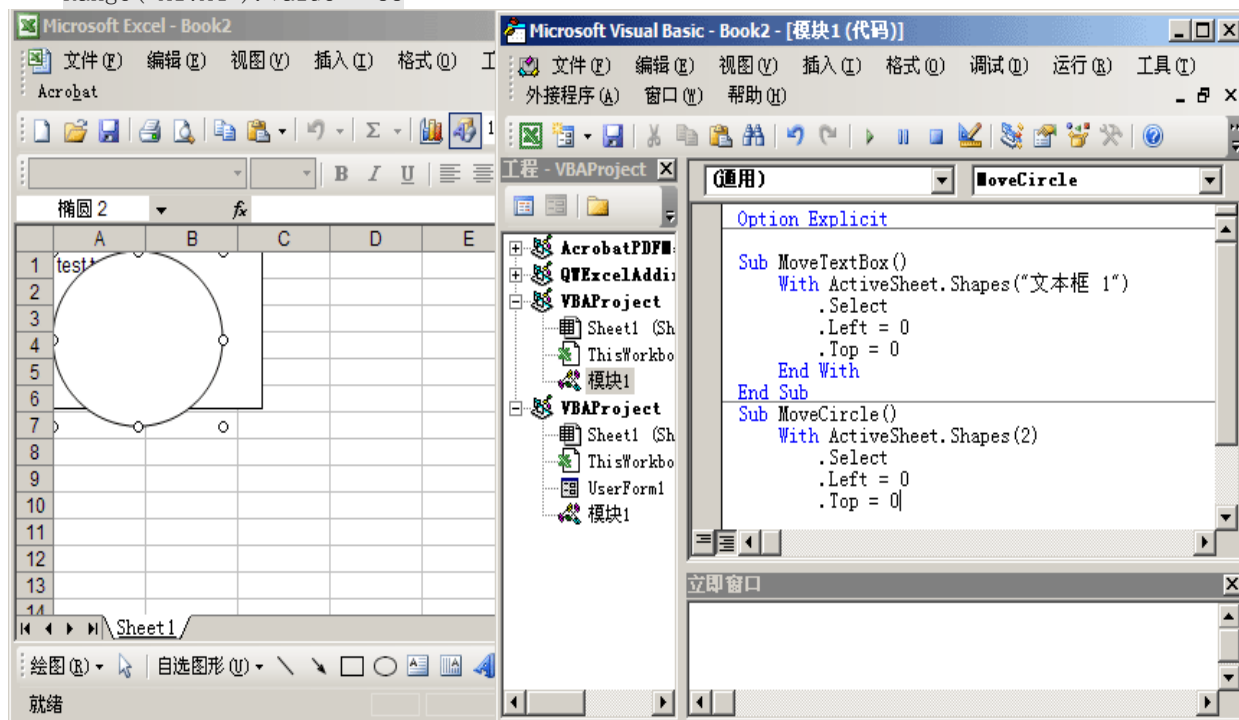 Microsoft Excel - Book2
文件(F) 编辑(E) 视图(V) 插入(I) 格式(O) 工
Acrobat
B I U
椭圆 2 fx
A B C D E
1 test
2
3
4
5
6
7
8
9
10
11
12
13
14
Sheet1
绘图(R) 自选图形(U)
就绪
Microsoft Visual Basic - Book2 - [模块1 (代码)]
文件(F) 编辑(E) 视图(V) 插入(I) 格式(O) 调试(D) 运行(R) 工具(T)
外接程序(A) 窗口(W) 帮助(H)
工程 - VBAProject
AcrobatPDFM
QTExcelAddi
VBAProject
Sheet1 (Sh
ThisWorkbo
模块1
VBAProject
Sheet1 (Sh
ThisWorkbo
UserForm1
模块1
(通用) MoveCircle
Option Explicit
Sub MoveTextBox()
With ActiveSheet.Shapes("文本框 1")
.Select
.Left = 0
.Top = 0
End With
End Sub
Sub MoveCircle()
With ActiveSheet.Shapes(2)
.Select
.Left = 0
.Top = 0
立即窗口